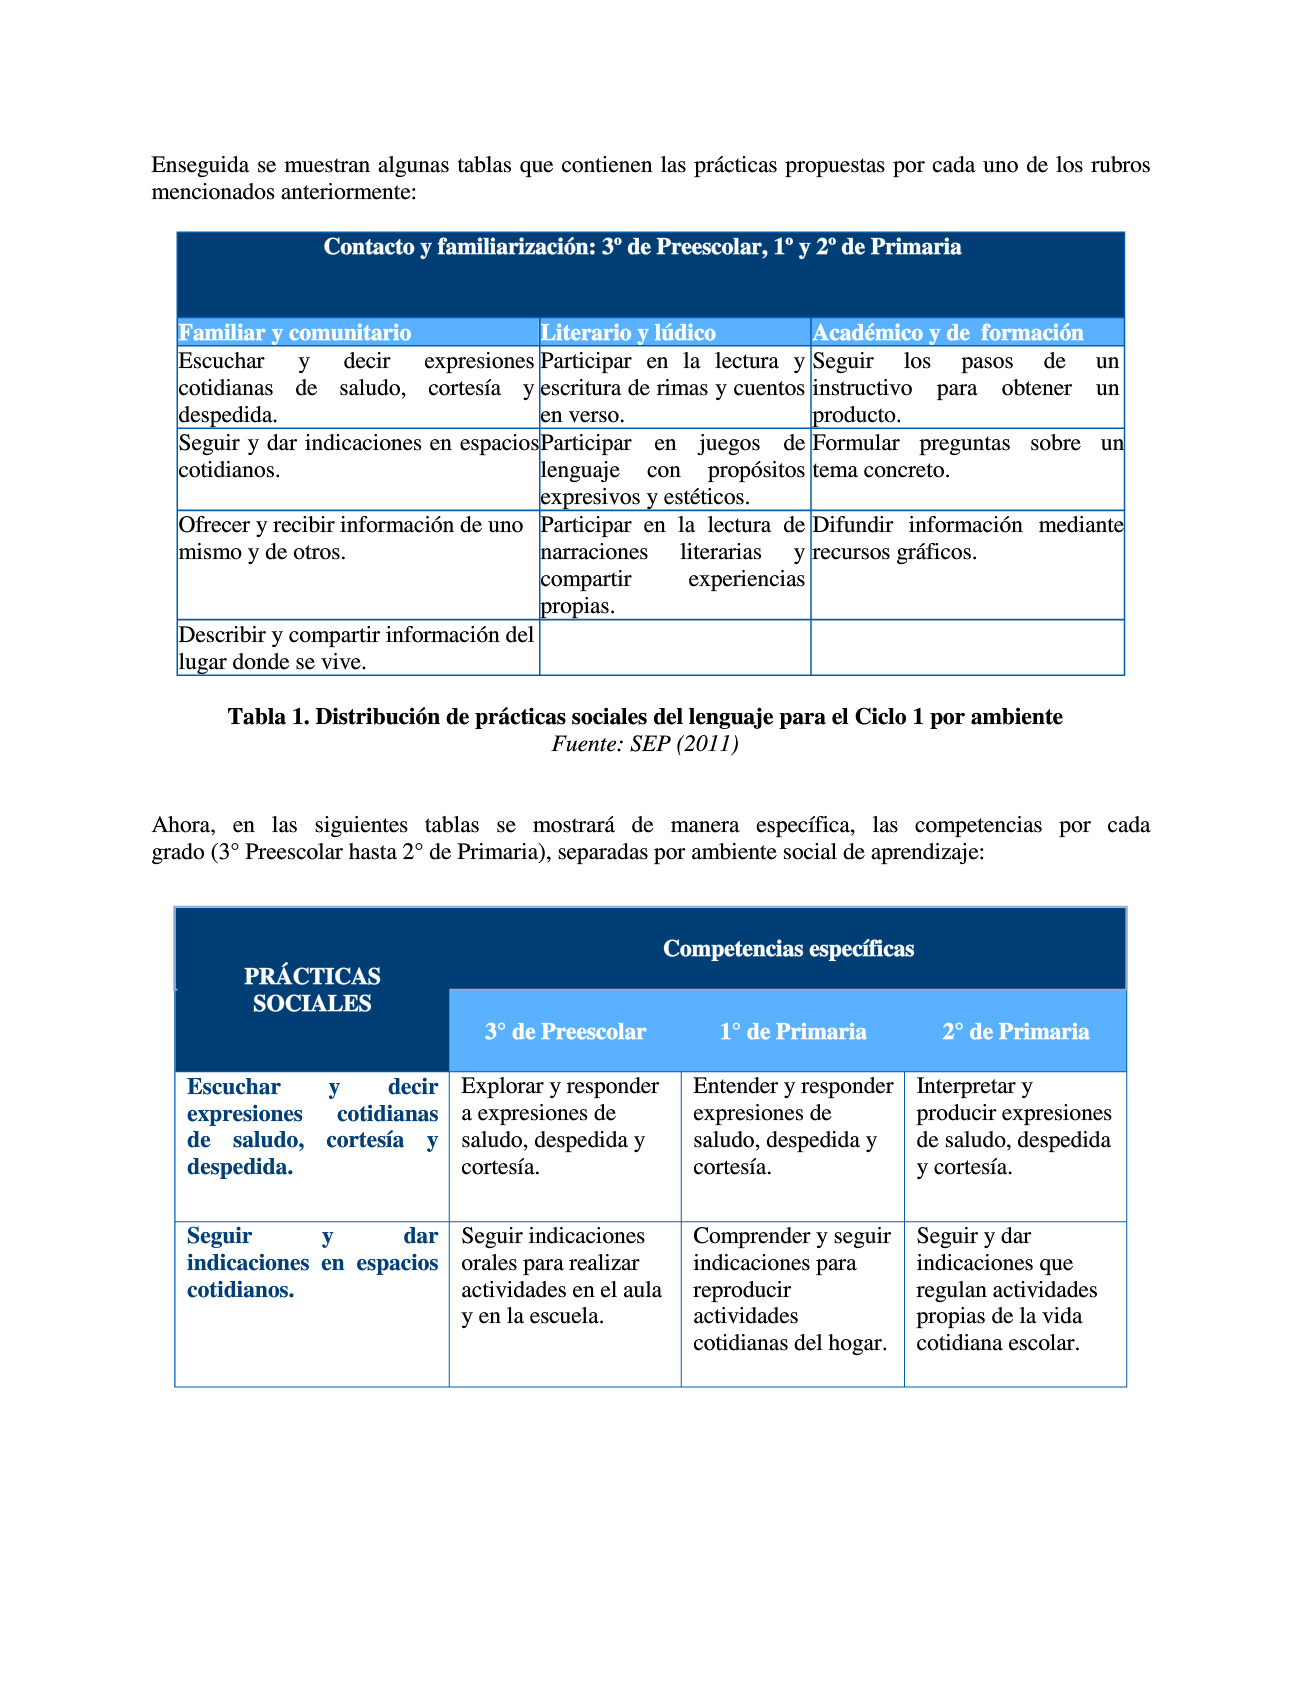 Enseguida se muestran algunas tablas que contienen las prácticas propuestas por cada uno de los rubros
mencionados anteriormente:
Contacto y familiarización: 3º de Preescolar, 1º y 2º de Primaria
Familiar y comunitario
Literario y lúdico
Académico y de formación
Escuchar y decir expresiones
cotidianas de saludo, cortesía y
despedida.
Participar en la lectura y
escritura de rimas y cuentos
en verso.
Seguir los pasos de un
instructivo para obtener un
producto.
Seguir y dar indicaciones en espacios
cotidianos.
Participar en juegos de
lenguaje con propósitos
expresivos y estéticos.
Formular preguntas sobre un
tema concreto.
Ofrecer y recibir información de uno
mismo y de otros.
Participar en la lectura de
narraciones literarias y
compartir experiencias
propias.
Difundir información mediante
recursos gráficos.
Describir y compartir información del
lugar donde se vive.
Tabla 1. Distribución de prácticas sociales del lenguaje para el Ciclo 1 por ambiente
Fuente: SEP (2011)
Ahora, en las siguientes tablas se mostrará de manera específica, las competencias por cada
grado (3° Preescolar hasta 2° de Primaria), separadas por ambiente social de aprendizaje:
PRÁCTICAS
SOCIALES
Competencias específicas
3° de Preescolar
1° de Primaria
2° de Primaria
Escuchar y decir
expresiones cotidianas
de saludo, cortesía y
despedida.
Explorar y responder
a expresiones de
saludo, despedida y
cortesía.
Entender y responder
expresiones de
saludo, despedida y
cortesía.
Interpretar y
producir expresiones
de saludo, despedida
y cortesía.
Seguir y dar
indicaciones en espacios
cotidianos.
Seguir indicaciones
orales para realizar
actividades en el aula
y en la escuela.
Comprender y seguir
indicaciones para
reproducir
actividades
cotidianas del hogar.
Seguir y dar
indicaciones que
regulan actividades
propias de la vida
cotidiana escolar.